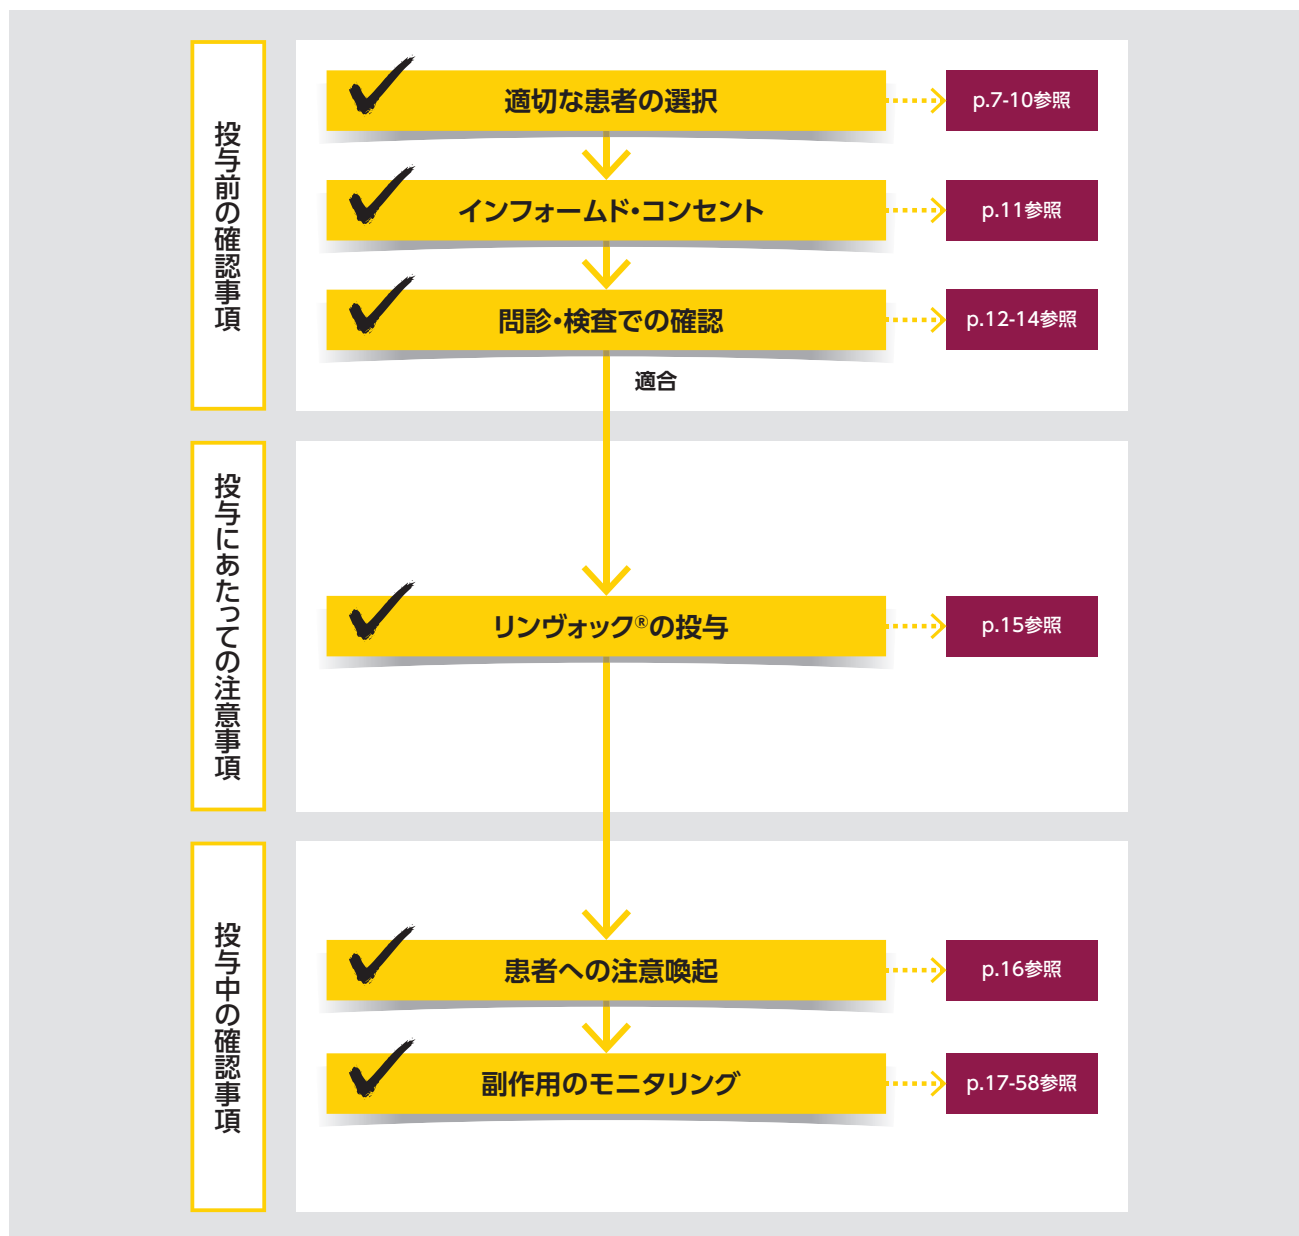 投与前の確認事項
適切な患者の選択
p.7-10参照
インフォームド・コンセント
p.11参照
問診・検査での確認
p.12-14参照
適合
投与にあたっての注意事項
リンヴォック®の投与
p.15参照
投与中の確認事項
患者への注意喚起
p.16参照
副作用のモニタリング
p.17-58参照